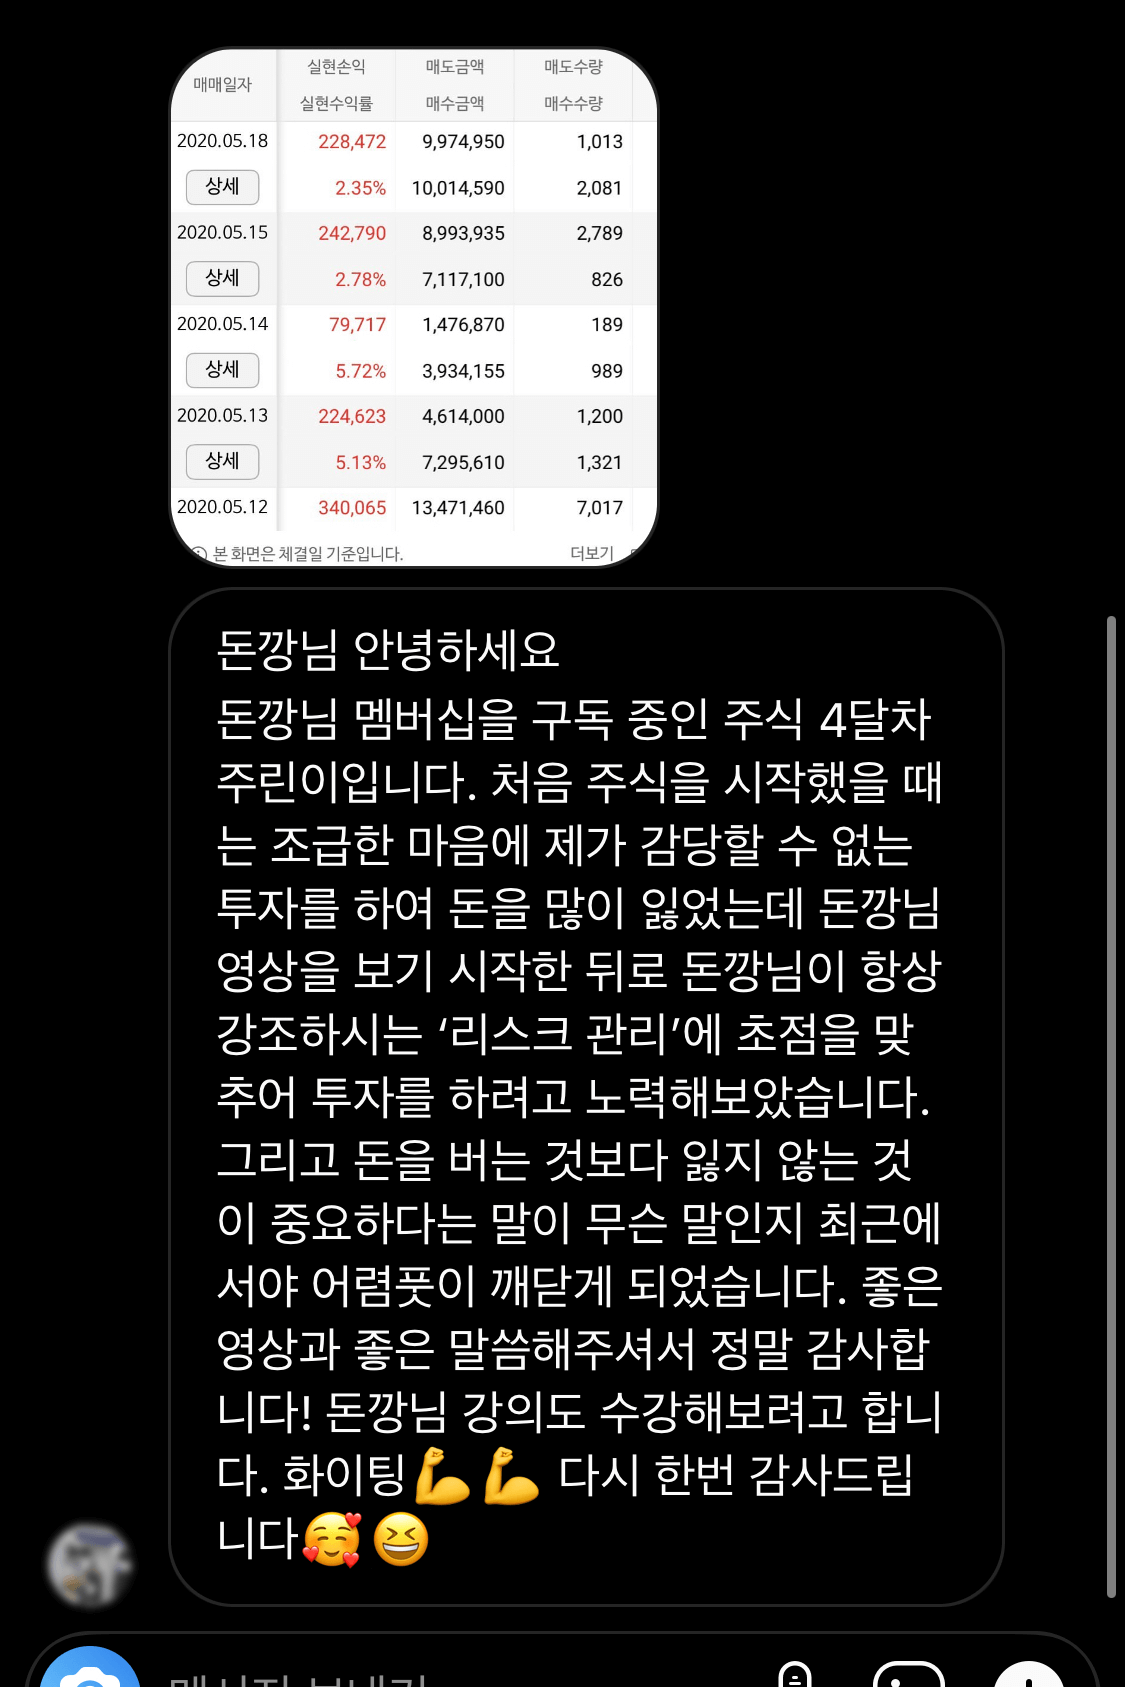 매매일자 실현손익 매도금액 매도수량
실현수익률 매수금액 매수수량
2020.05.18 228,472 9,974,950 1,013
상세 2.35% 10,014,590 2,081
2020.05.15 242,790 8,993,935 2,789
상세 2.78% 7,117,100 826
2020.05.14 79,717 1,476,870 189
상세 5.72% 3,934,155 989
2020.05.13 224,623 4,614,000 1,200
상세 5.13% 7,295,610 1,321
2020.05.12 340,065 13,471,460 7,017
본 화면은 체결일 기준입니다. 더보기
돈깡님 안녕하세요
돈깡님 멤버십을 구독 중인 주식 4달차
주린이입니다. 처음 주식을 시작했을 때
는 조급한 마음에 제가 감당할 수 없는
투자를 하여 돈을 많이 잃었는데 돈깡님
영상을 보기 시작한 뒤로 돈깡님이 항상
강조하시는 ‘리스크 관리’에 초점을 맞
추어 투자를 하려고 노력해보았습니다.
그리고 돈을 버는 것보다 잃지 않는 것
이 중요하다는 말이 무슨 말인지 최근에
서야 어렴풋이 깨닫게 되었습니다. 좋은
영상과 좋은 말씀해주셔서 정말 감사합
니다! 돈깡님 강의도 수강해보려고 합니
다. 화이팅💪💪 다시 한번 감사드립
니다🥰😆